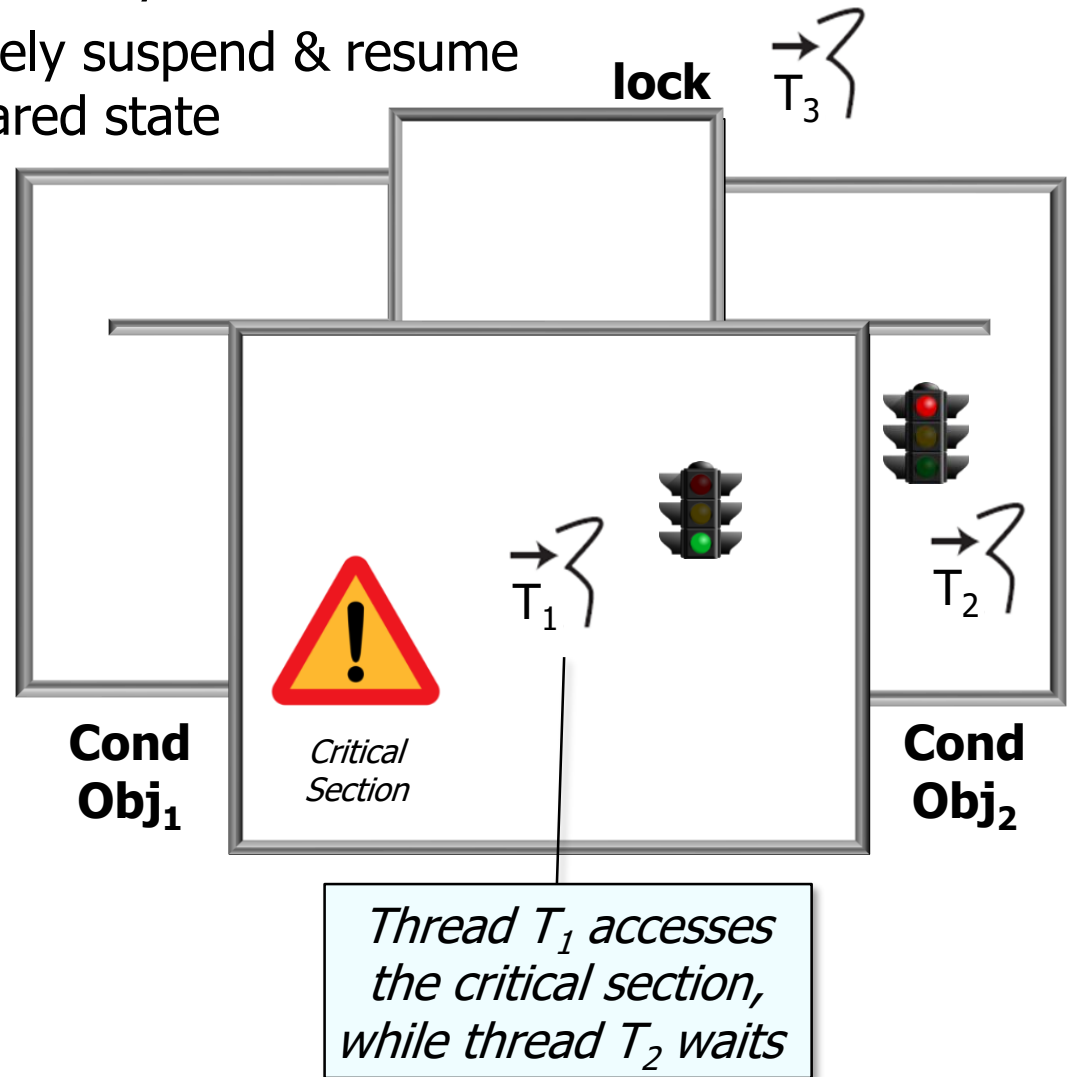 ely suspend & resume
ared state
lock
T₃
T₁
T₂
Critical
Section
Cond
Obj₁
Cond
Obj₂
Thread T₁ accesses
the critical section,
while thread T₂ waits